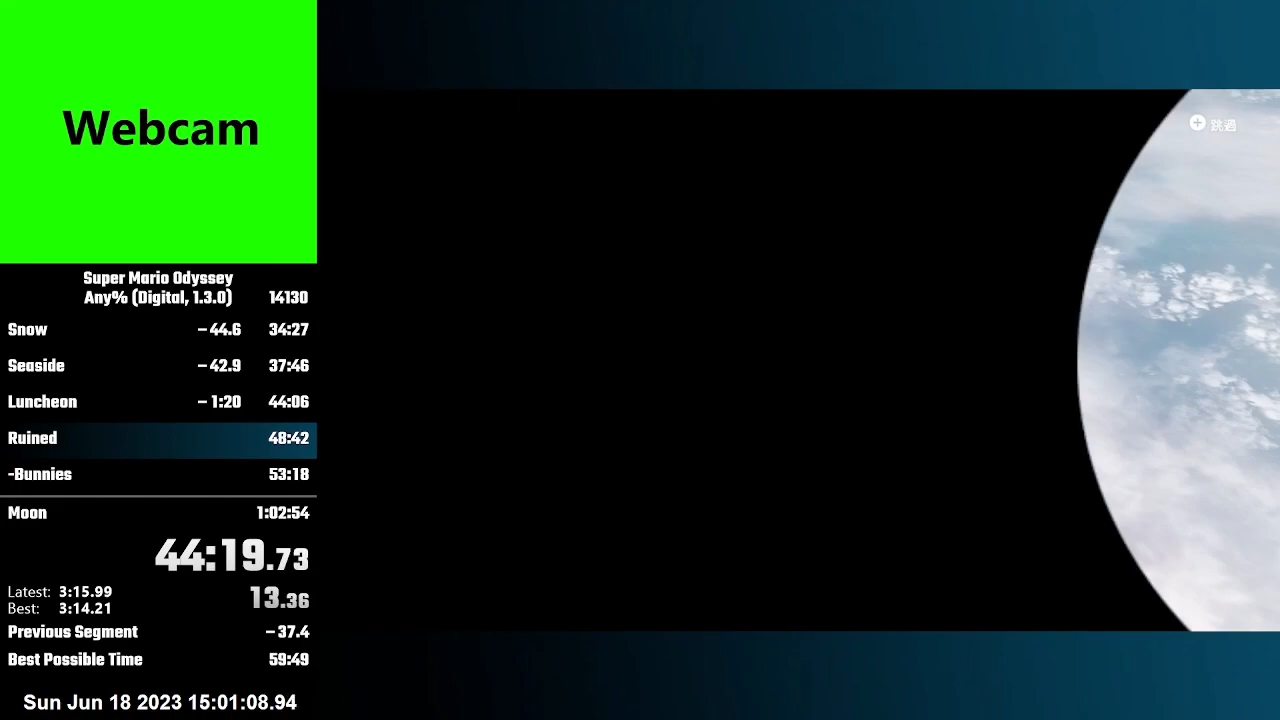 Webcam
Super Mario Odyssey
Any% (Digital, 1.3.0) 14130
Snow −44.6 34:27
Seaside −42.9 37:46
Luncheon −1:20 44:06
Ruined 48:42
-Bunnies 53:18
Moon 1:02:54
44:19.73
Latest: 3:15.99
Best: 3:14.21
13.36
Previous Segment −37.4
Best Possible Time 59:49
Sun Jun 18 2023 15:01:08.94
跳過